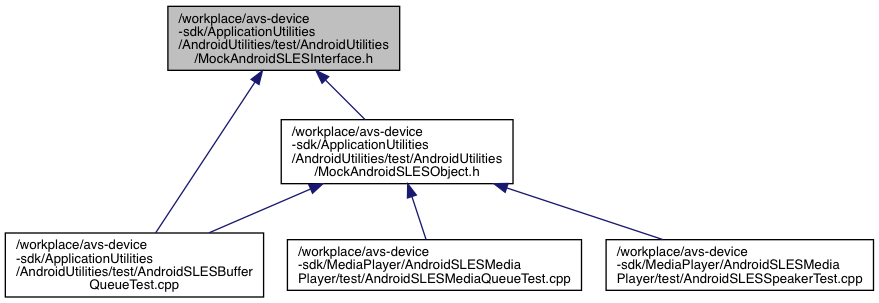 /workplace/avs-device
-sdk/ApplicationUtilities
/AndroidUtilities/test/AndroidUtilities
/MockAndroidSLESInterface.h
/workplace/avs-device
-sdk/ApplicationUtilities
/AndroidUtilities/test/AndroidUtilities
/MockAndroidSLESObject.h
/workplace/avs-device
-sdk/ApplicationUtilities
/AndroidUtilities/test/AndroidSLESBuffer
QueueTest.cpp
/workplace/avs-device
-sdk/MediaPlayer/AndroidSLESMedia
Player/test/AndroidSLESMediaQueueTest.cpp
/workplace/avs-device
-sdk/MediaPlayer/AndroidSLESMedia
Player/test/AndroidSLESSpeakerTest.cpp